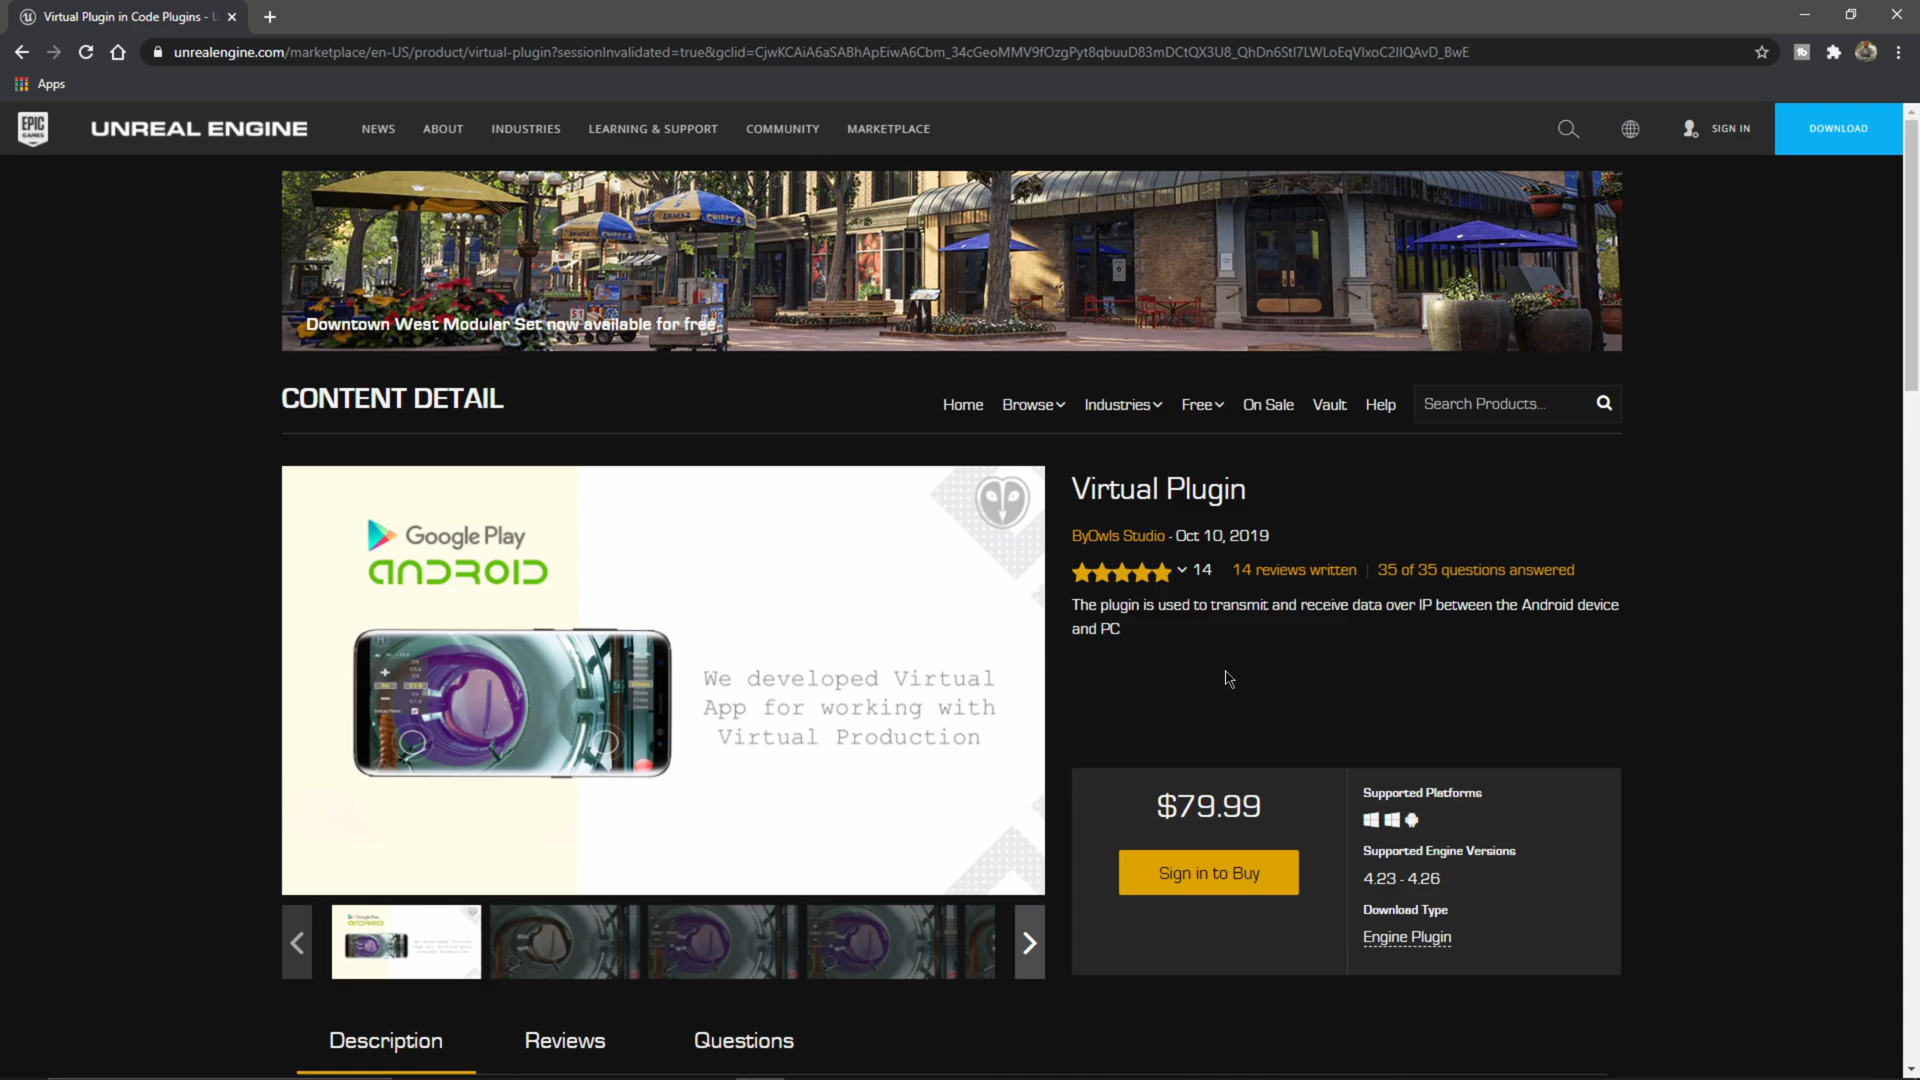 Virtual Plugin in Code Plugins - U
unrealengine.com/marketplace/en-US/product/virtual-plugin?sessionInvalidated=true&gclid=CjwKCAiA6aSABhApEiwA6Cbm_34cGeoMMV9fOzgPyt8qbuuD83mDCtQX3U8_QhDn6Stl7LWLoEqVlxoC2IIQAvD_BwE
Apps
EPIC GAMES
UNREAL ENGINE
NEWS ABOUT INDUSTRIES LEARNING & SUPPORT COMMUNITY MARKETPLACE
SIGN IN
DOWNLOAD
Downtown West Modular Set now available for free
CONTENT DETAIL
Home Browse Industries Free On Sale Vault Help
Search Products...
Google Play
ANDROID
We developed Virtual
App for working with
Virtual Production
Virtual Plugin
ByOwls Studio - Oct 10, 2019
14 14 reviews written | 35 of 35 questions answered
The plugin is used to transmit and receive data over IP between the Android device
and PC
$79.99
Sign in to Buy
Supported Platforms
Supported Engine Versions
4.23 - 4.26
Download Type
Engine Plugin
Description Reviews Questions